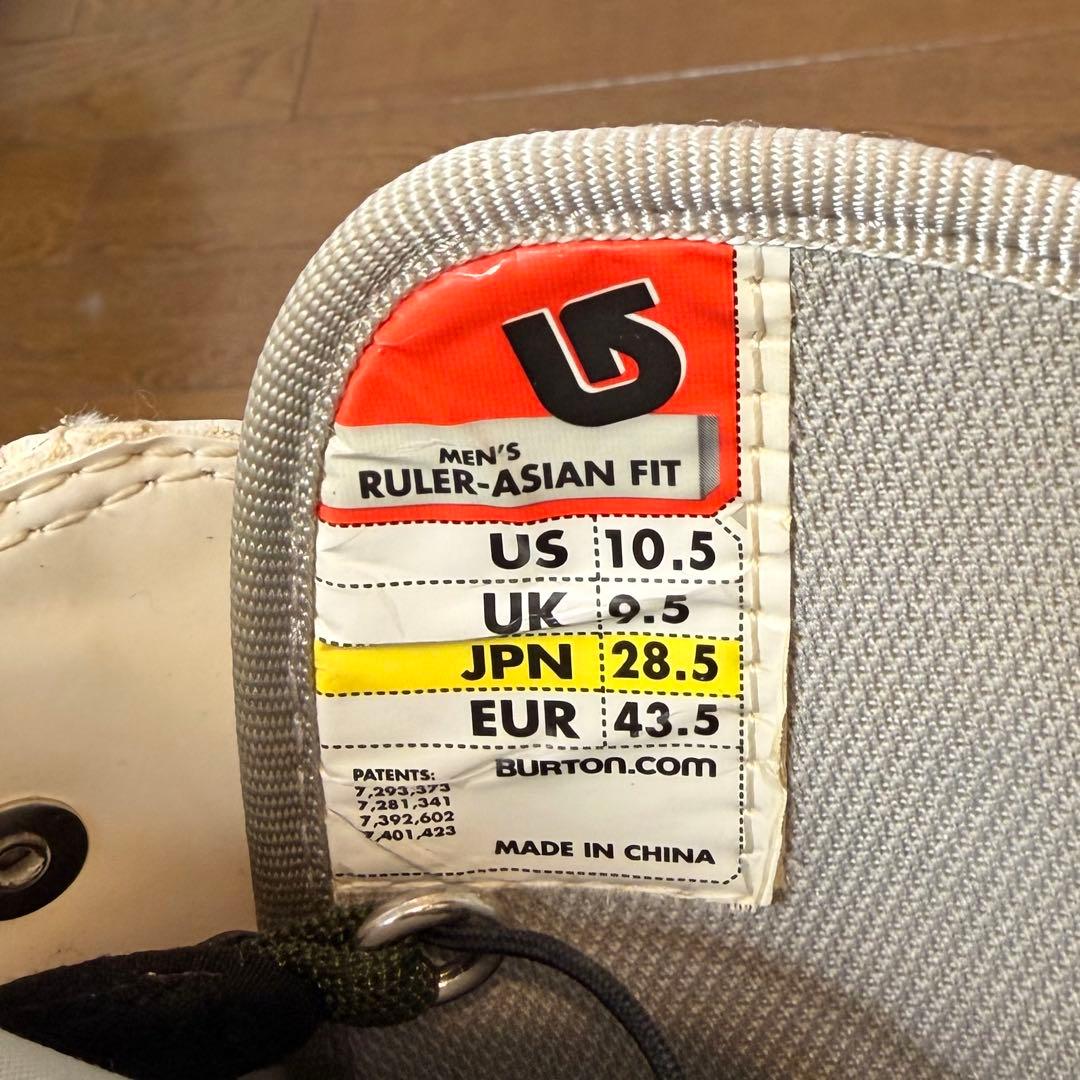 MEN'S
RULER-ASIAN FIT
US 10.5
UK 9.5
JPN 28.5
EUR 43.5
BURTON.COM
PATENTS:
7,293,373
7,281,341
7,392,602
7,401,423
MADE IN CHINA